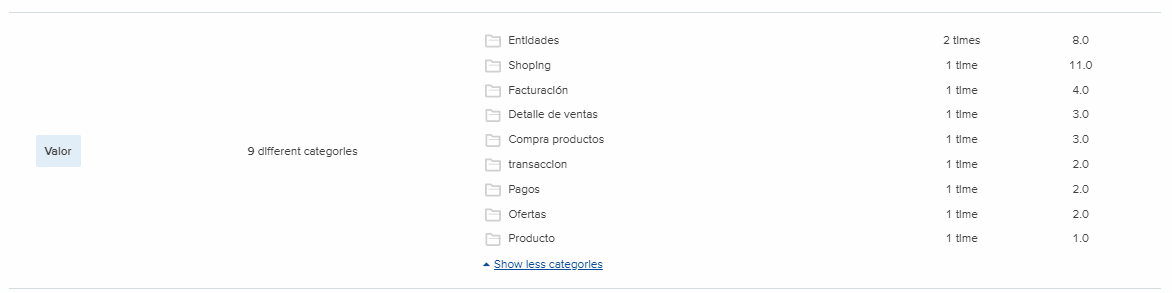 Entidades 2 times 8.0
Shoping 1 time 11.0
Facturación 1 time 4.0
Detalle de ventas 1 time 3.0
Compra productos 1 time 3.0
Valor 9 different categories
transaccion 1 time 2.0
Pagos 1 time 2.0
Ofertas 1 time 2.0
Producto 1 time 1.0
Show less categories